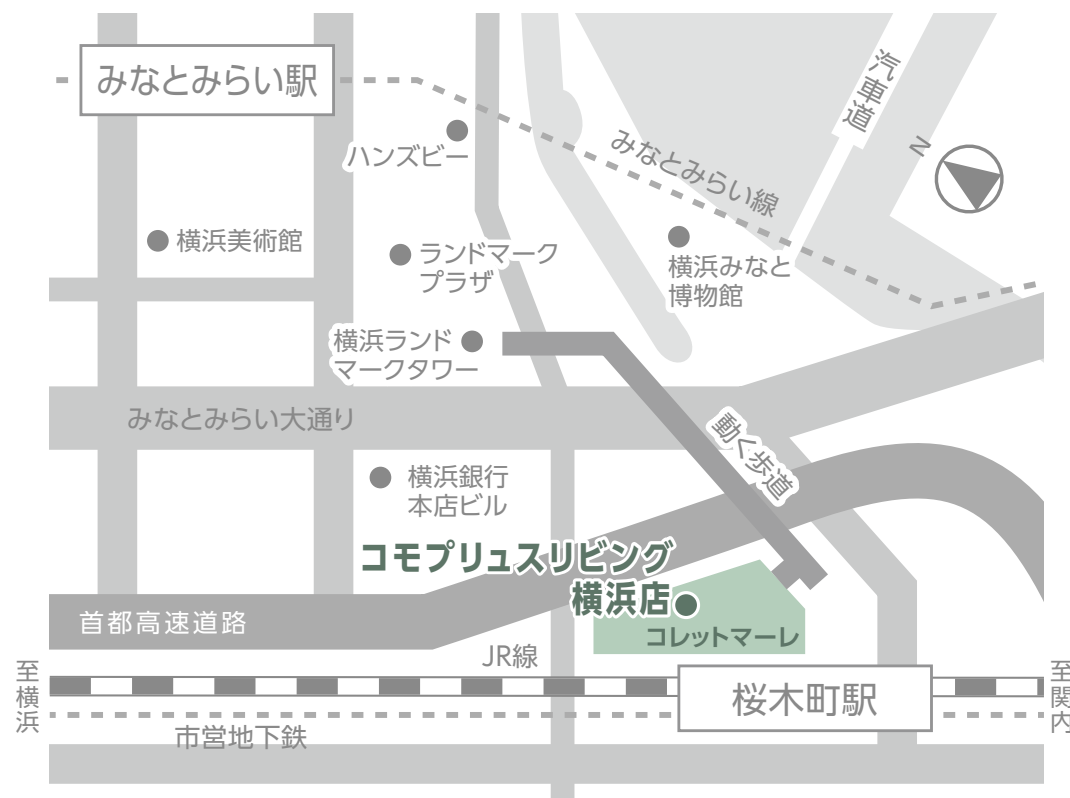 みなとみらい駅
汽車道
ハンズビー
みなとみらい線
N
横浜美術館
ランドマーク
プラザ
横浜みなと
博物館
横浜ランド
マークタワー
みなとみらい大通り
動く歩道
横浜銀行
本店ビル
コモプリュスリビング
横浜店
首都高速道路
コレットマーレ
JR線
至横浜
桜木町駅
至関内
市営地下鉄